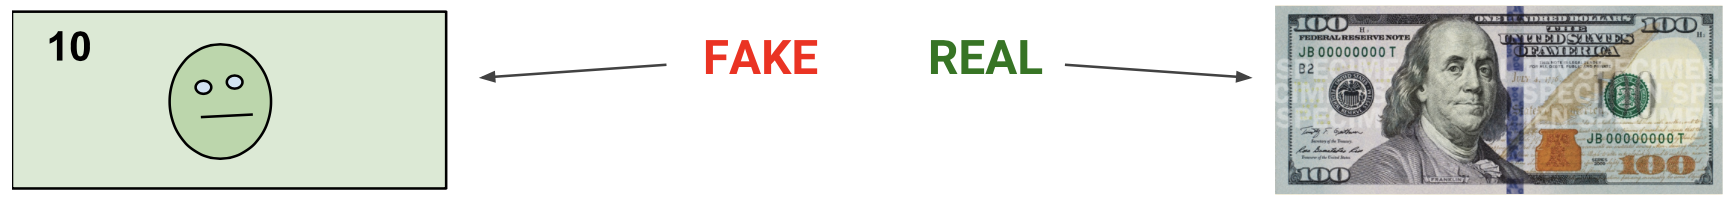 10
FAKE
REAL
100
ONE HUNDRED DOLLARS
100
FEDERAL RESERVE NOTE
THE
UNITED STATES
OF AMERICA
JB 00000000 T
B2
SPECIMEN
JB 00000000 T
100
FRANKLIN
100